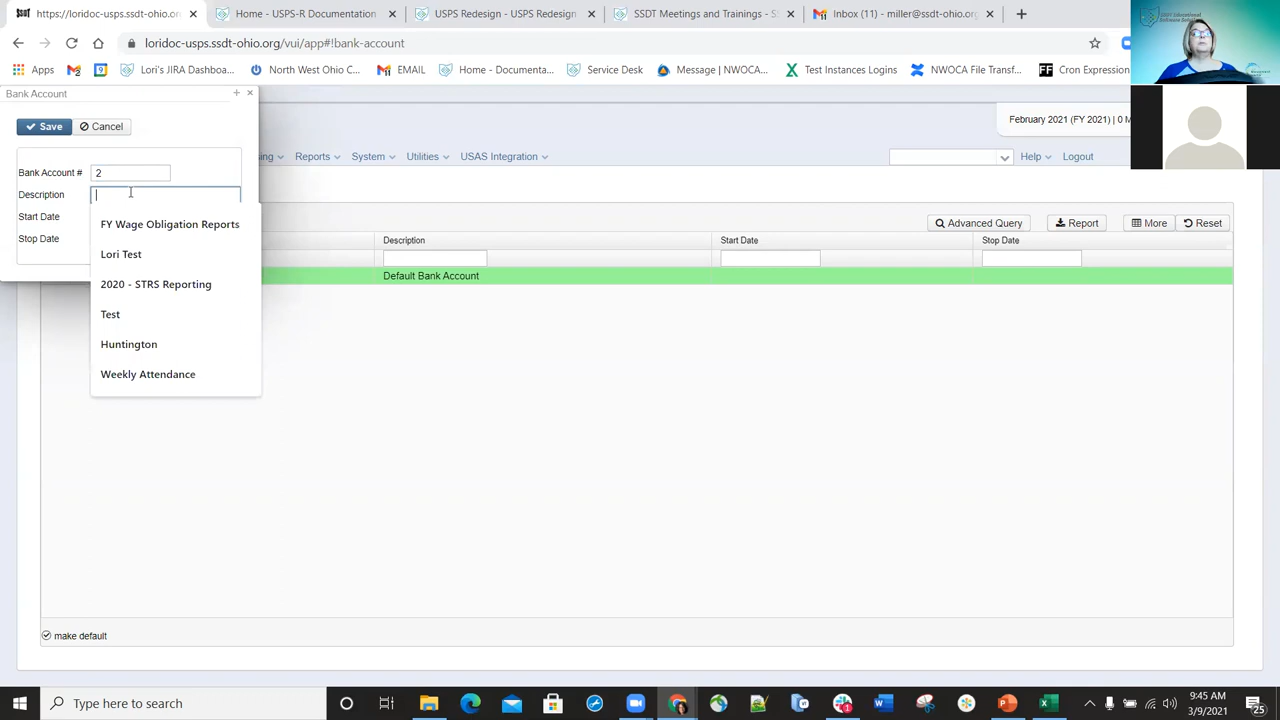 https://loridoc-usps.ssdt-ohio.on
Home - USPS-R Documentation
USPS Redesign - USPS Redesign
SSDT Meetings and Trainings - S
Inbox (11) - miller@ssdt-ohio.org
loridoc-usps.ssdt-ohio.org/vui/app#!bank-account
Apps
Lori's JIRA Dashboa...
North West Ohio C...
EMAIL
Home - Documenta...
Service Desk
Message | NWOCA...
Test Instances Logins
NWOCA File Transf...
FF
Cron Expression
Bank Account
Save
Cancel
February 2021 (FY 2021) | 0 M
Reports
System
Utilities
USAS Integration
Help
Logout
Bank Account #
2
Description
Start Date
Stop Date
FY Wage Obligation Reports
Lori Test
2020 - STRS Reporting
Test
Huntington
Weekly Attendance
Advanced Query
Report
More
Reset
Description
Start Date
Stop Date
Default Bank Account
make default
Type here to search
9:45 AM
3/9/2021
25